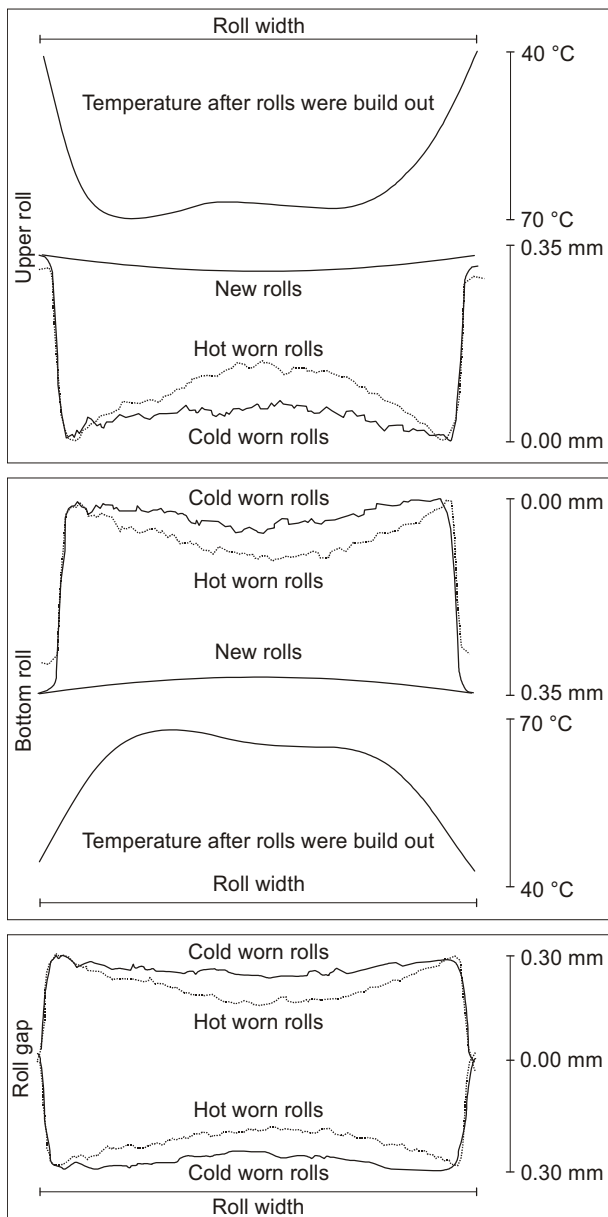 Roll width
40 °C
Temperature after rolls were build out
70 °C
Upper roll
0.35 mm
New rolls
Hot worn rolls
Cold worn rolls
0.00 mm
Cold worn rolls
0.00 mm
Hot worn rolls
New rolls
Bottom roll
0.35 mm
70 °C
Temperature after rolls were build out
40 °C
Roll width
Cold worn rolls
0.30 mm
Hot worn rolls
Roll gap
0.00 mm
Hot worn rolls
Cold worn rolls
0.30 mm
Roll width